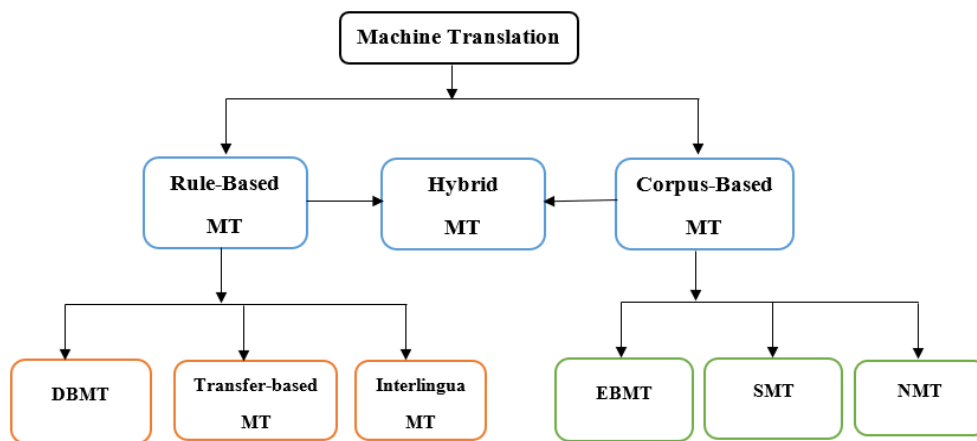 Machine Translation
Rule-Based
MT
Hybrid
MT
Corpus-Based
MT
DBMT
Transfer-based
MT
Interlingua
MT
EBMT
SMT
NMT